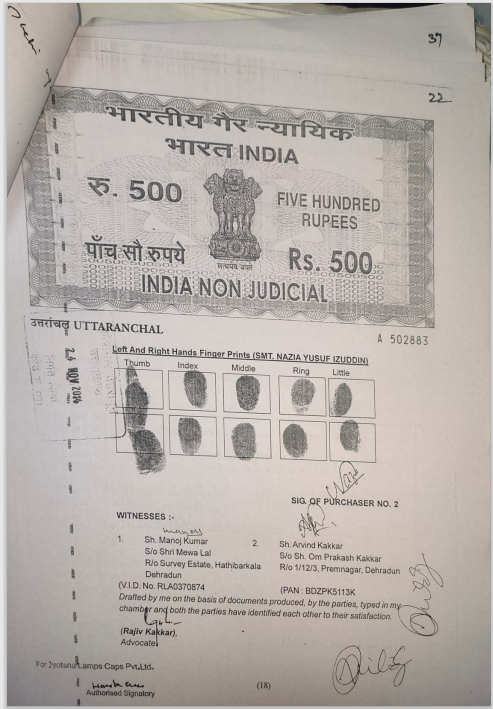 37
22
भारतीय गैर न्यायिक
भारत INDIA
रु. 500
FIVE HUNDRED
RUPEES
पाँच सौ रुपये
सत्यमेव जयते
Rs. 500
INDIA NON JUDICIAL
उत्तरांचल UTTARANCHAL
A 502883
24 NOV 2014
Left And Right Hands Finger Prints (SMT. NAZIA YUSUF IZUDDIN)
Thumb Index Middle Ring Little
SIG. OF PURCHASER NO. 2
WITNESSES :-
1. Sh. Manoj Kumar
S/o Shri Mewa Lal
R/o Survey Estate, Hathibarkala
Dehradun
(V.I.D. No. RLA0370874
2. Sh. Arvind Kakkar
S/o Sh. Om Prakash Kakkar
R/o 1/12/3, Premnagar, Dehradun
(PAN : BDZPK5113K
Drafted by me on the basis of documents produced, by the parties, typed in my
chamber and both the parties have identified each other to their satisfaction.
(Rajiv Kakkar),
Advocate
For Jyotsna Lamps Caps Pvt.Ltd.
Authorised Signatory
(18)